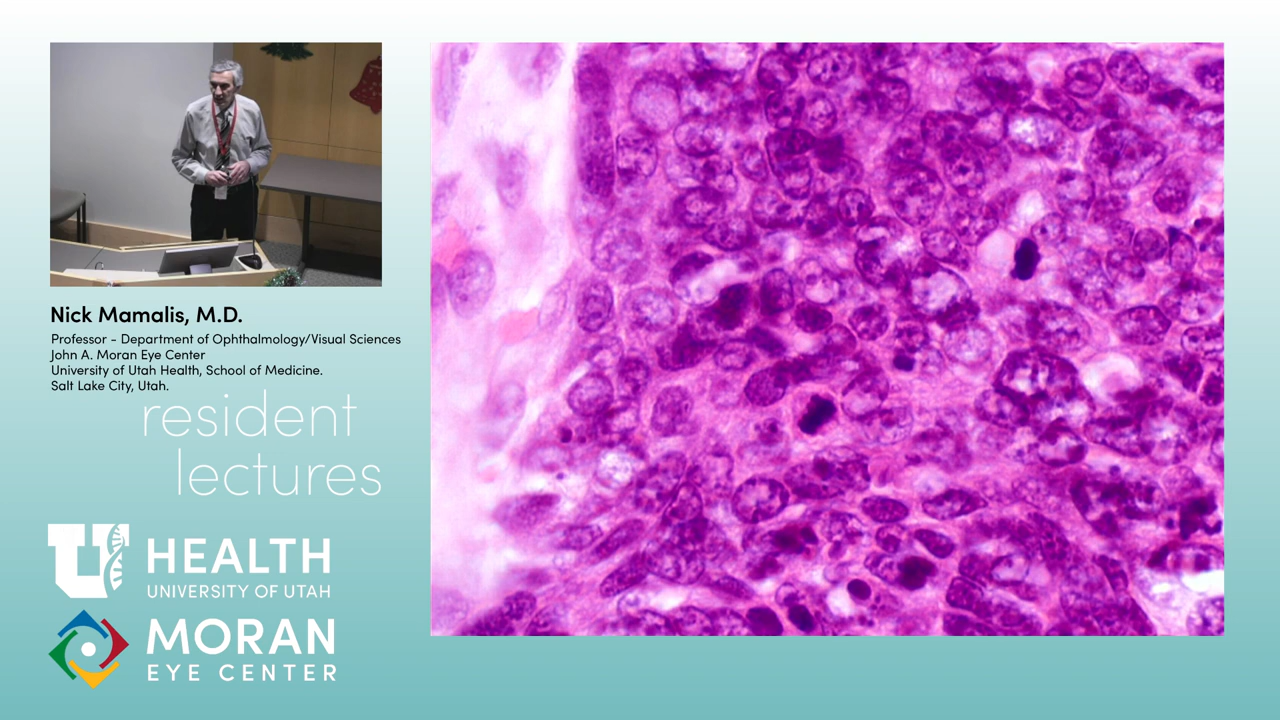 Nick Mamalis, M.D.
Professor - Department of Ophthalmology/Visual Sciences
John A. Moran Eye Center
University of Utah Health, School of Medicine.
Salt Lake City, Utah.
resident
lectures
U HEALTH
UNIVERSITY OF UTAH
MORAN
EYE CENTER